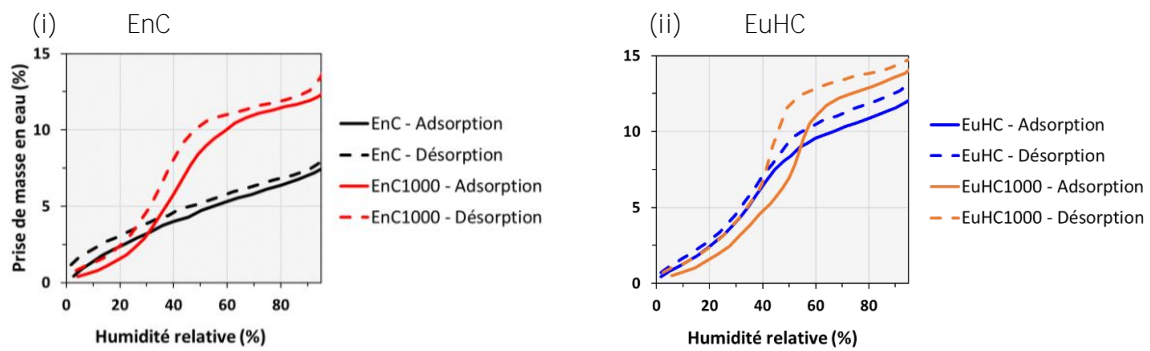 (i) EnC
15
10
5
0
0 20 40 60 80
Prise de masse en eau (%)
Humidité relative (%)
EnC - Adsorption
EnC - Désorption
EnC1000 - Adsorption
EnC1000 - Désorption
(ii) EuHC
15
10
5
0
0 20 40 60 80
Humidité relative (%)
EuHC - Adsorption
EuHC - Désorption
EuHC1000 - Adsorption
EuHC1000 - Désorption